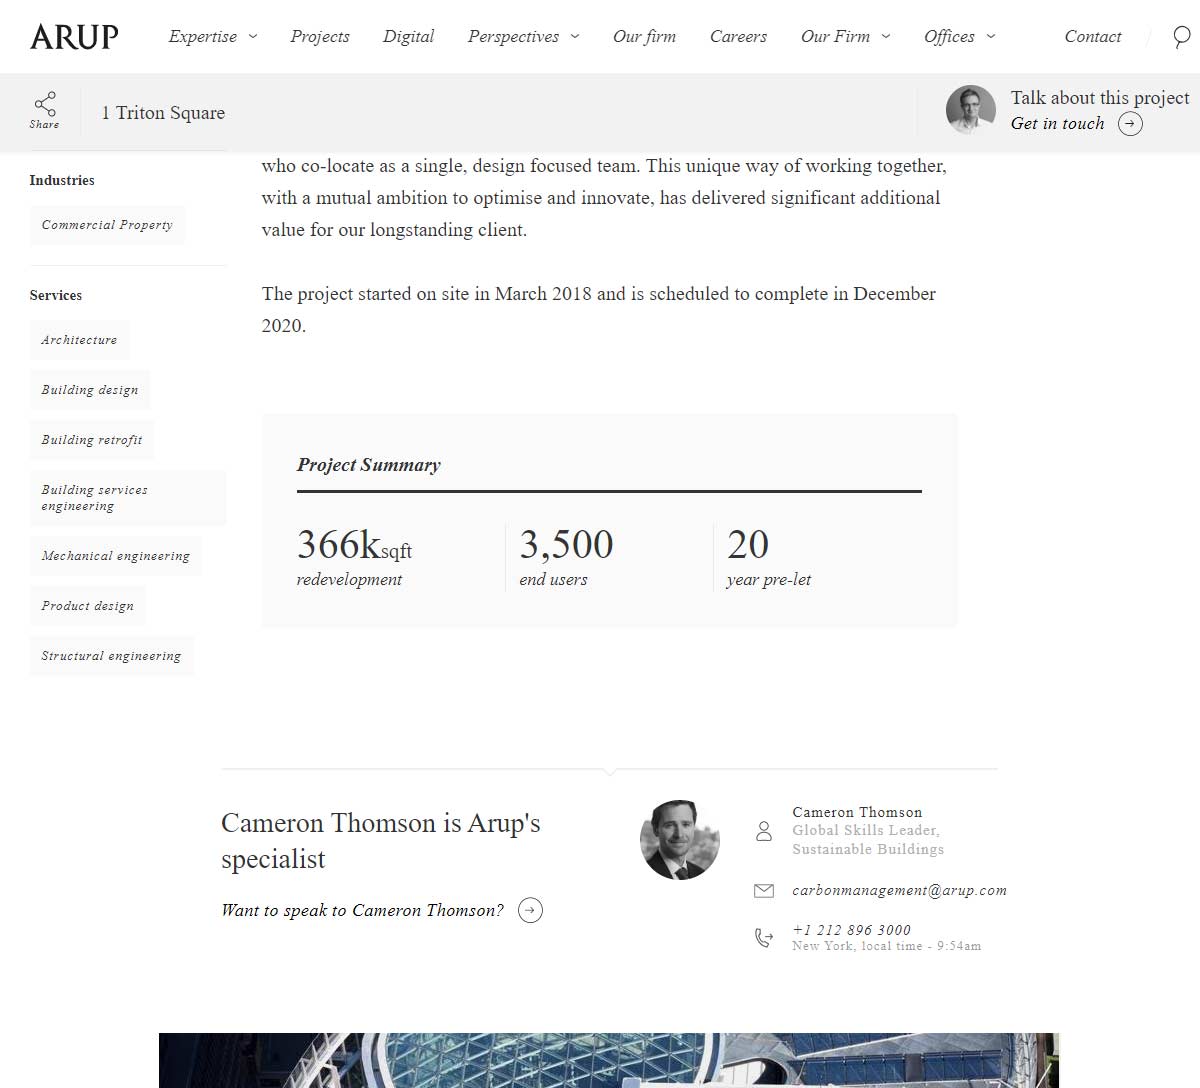 ARUP
Expertise
Projects
Digital
Perspectives
Our firm
Careers
Our Firm
Offices
Contact
Share
1 Triton Square
Talk about this project
Get in touch
Industries
Commercial Property
Services
Architecture
Building design
Building retrofit
Building services
engineering
Mechanical engineering
Product design
Structural engineering
who co-locate as a single, design focused team. This unique way of working together,
with a mutual ambition to optimise and innovate, has delivered significant additional
value for our longstanding client.
The project started on site in March 2018 and is scheduled to complete in December
2020.
Project Summary
366ksqft
redevelopment
3,500
end users
20
year pre-let
Cameron Thomson is Arup's
specialist
Want to speak to Cameron Thomson?
Cameron Thomson
Global Skills Leader,
Sustainable Buildings
carbonmanagement@arup.com
+1 212 896 3000
New York, local time - 9:54am